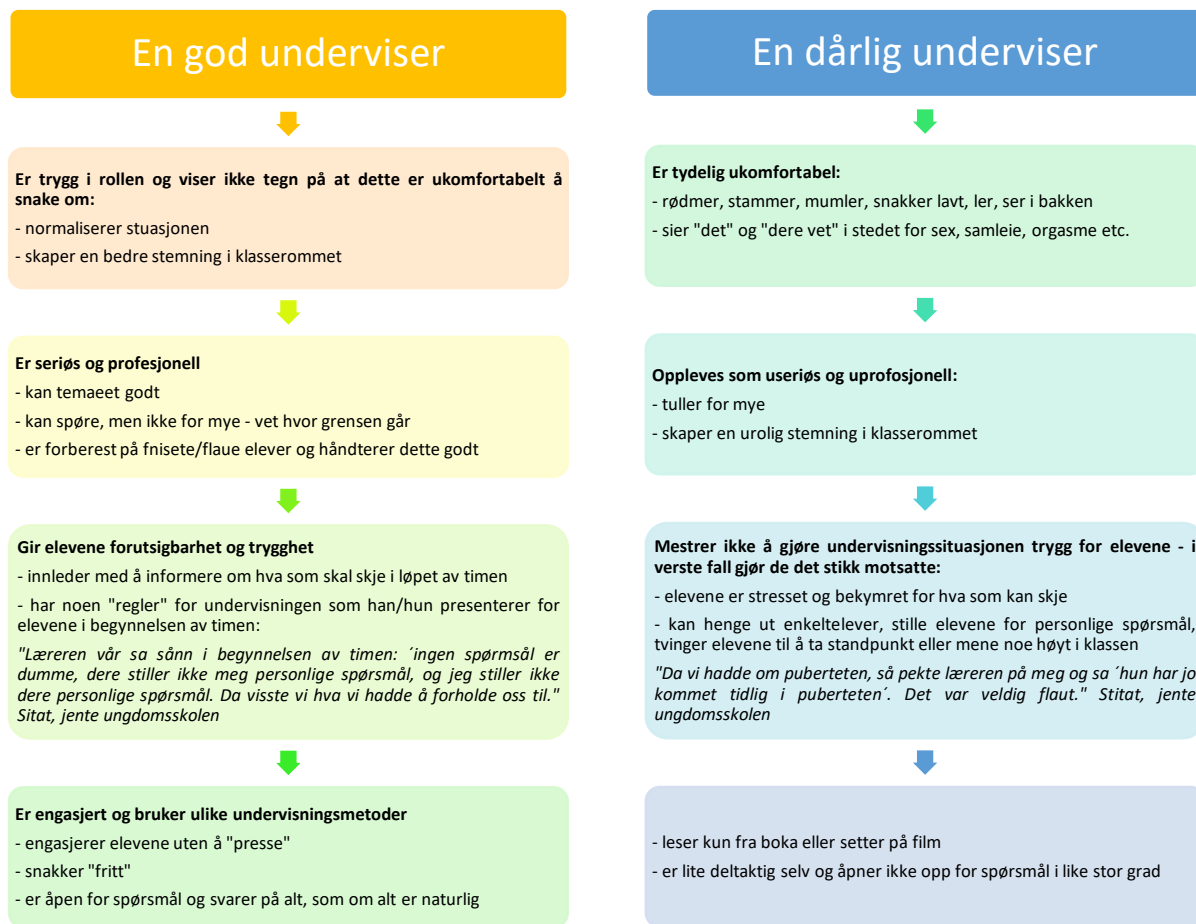 En god underviser
Er trygg i rollen og viser ikke tegn på at dette er ukomfortabelt å
snake om:
- normaliserer stuasjonen
- skaper en bedre stemning i klasserommet
Er seriøs og profesjonell
- kan temaeet godt
- kan spøre, men ikke for mye - vet hvor grensen går
- er forberest på fnisete/flaue elever og håndterer dette godt
Gir elevene forutsigbarhet og trygghet
- innleder med å informere om hva som skal skje i løpet av timen
- har noen "regler" for undervisningen som han/hun presenterer for
elevene i begynnelsen av timen:
"Læreren vår sa sånn i begynnelsen av timen: ´ingen spørmsål er
dumme, dere stiller ikke meg personlige spørsmål, og jeg stiller ikke
dere personlige spørsmål. Da visste vi hva vi hadde å forholde oss til."
Sitat, jente ungdomsskolen
Er engasjert og bruker ulike undervisningsmetoder
- engasjerer elevene uten å "presse"
- snakker "fritt"
- er åpen for spørsmål og svarer på alt, som om alt er naturlig
En dårlig underviser
Er tydelig ukomfortabel:
- rødmer, stammer, mumler, snakker lavt, ler, ser i bakken
- sier "det" og "dere vet" i stedet for sex, samleie, orgasme etc.
Oppleves som useriøs og uprofosjonell:
- tuller for mye
- skaper en urolig stemning i klasserommet
Mestrer ikke å gjøre undervisningssituasjonen trygg for elevene - i
verste fall gjør de det stikk motsatte:
- elevene er stresset og bekymret for hva som kan skje
- kan henge ut enkeltelever, stille elevene for personlige spørsmål,
tvinger elevene til å ta standpunkt eller mene noe høyt i klassen
"Da vi hadde om puberteten, så pekte læreren på meg og sa ´hun har jo
kommet tidlig i puberteten´. Det var veldig flaut." Stitat, jente
ungdomsskolen
- leser kun fra boka eller setter på film
- er lite deltaktig selv og åpner ikke opp for spørsmål i like stor grad